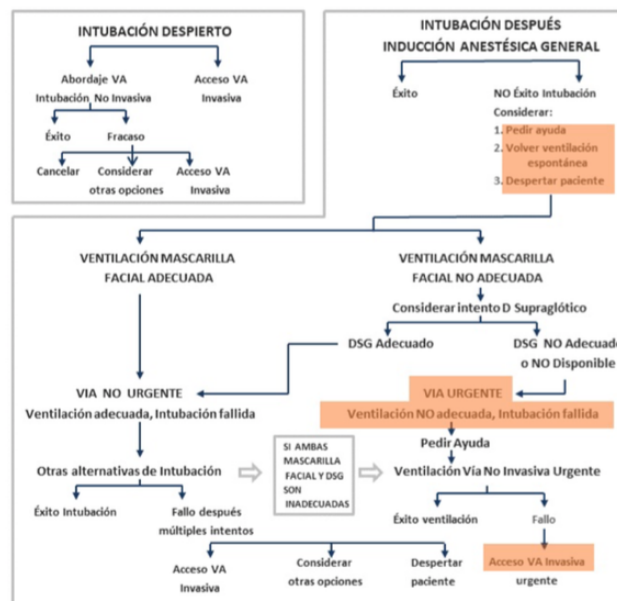 INTUBACIÓN DESPIERTO
Abordaje VA
Intubación No Invasiva
Acceso VA
Invasiva
Éxito
Fracaso
Cancelar
Considerar
otras opciones
Acceso VA
Invasiva
INTUBACIÓN DESPUÉS
INDUCCIÓN ANESTÉSICA GENERAL
Éxito
NO Éxito Intubación
Considerar:
1. Pedir ayuda
2. Volver ventilación
espontánea
3. Despertar paciente
VENTILACIÓN MASCARILLA
FACIAL ADECUADA
VENTILACIÓN MASCARILLA
FACIAL NO ADECUADA
Considerar intento D Supraglótico
DSG Adecuado
DSG NO Adecuado
o NO Disponible
VIA NO URGENTE
Ventilación adecuada, Intubación fallida
VIA URGENTE
Ventilación NO adecuada, Intubación fallida
Pedir Ayuda
Otras alternativas de Intubación
SI AMBAS
MASCARILLA
FACIAL Y DSG
SON
INADECUADAS
Ventilación Vía No Invasiva Urgente
Éxito Intubación
Fallo después
múltiples intentos
Éxito ventilación
Fallo
Acceso VA
Invasiva
Considerar
otras opciones
Despertar
paciente
Acceso VA Invasiva
urgente